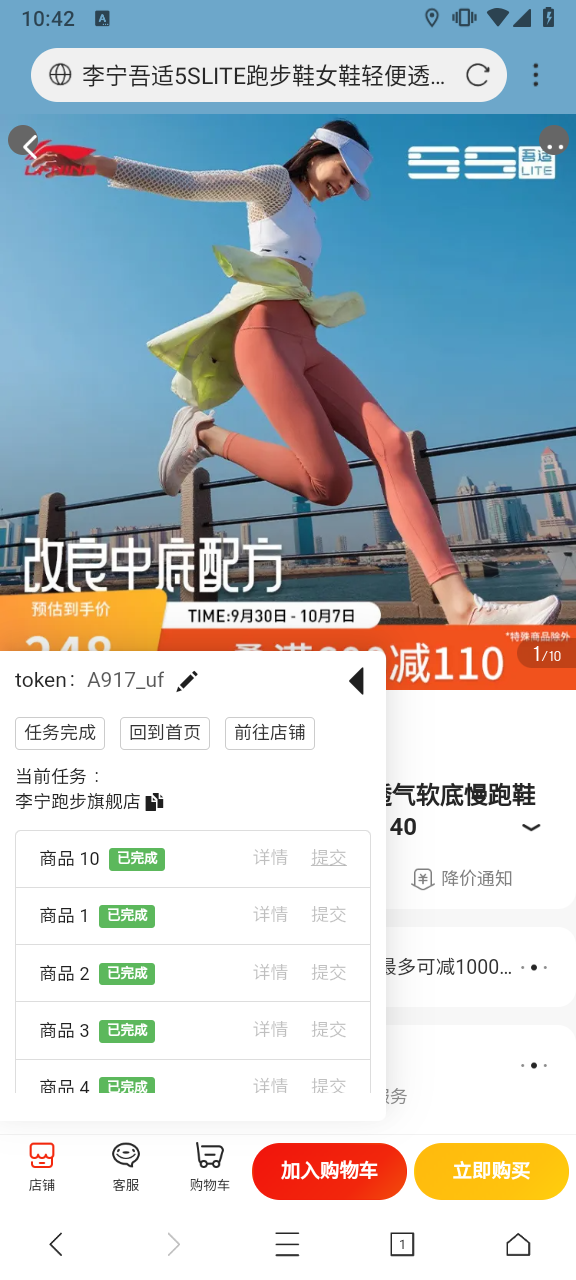 10:42
李宁吾适5SLITE跑步鞋女鞋轻便透...
LI-NING
SS 吾适 LITE
改良中底配方
预估到手价
TIME:9月30日 - 10月7日
*特殊商品除外
减110
1/10
token: A917_uf
任务完成 回到首页 前往店铺
当前任务：
李宁跑步旗舰店
透气软底慢跑鞋
40
降价通知
商品 10 已完成 详情 提交
商品 1 已完成 详情 提交
最多可减1000...
商品 2 已完成 详情 提交
商品 3 已完成 详情 提交
商品 4 已完成 详情 提交
服务
店铺 客服 购物车 加入购物车 立即购买
1